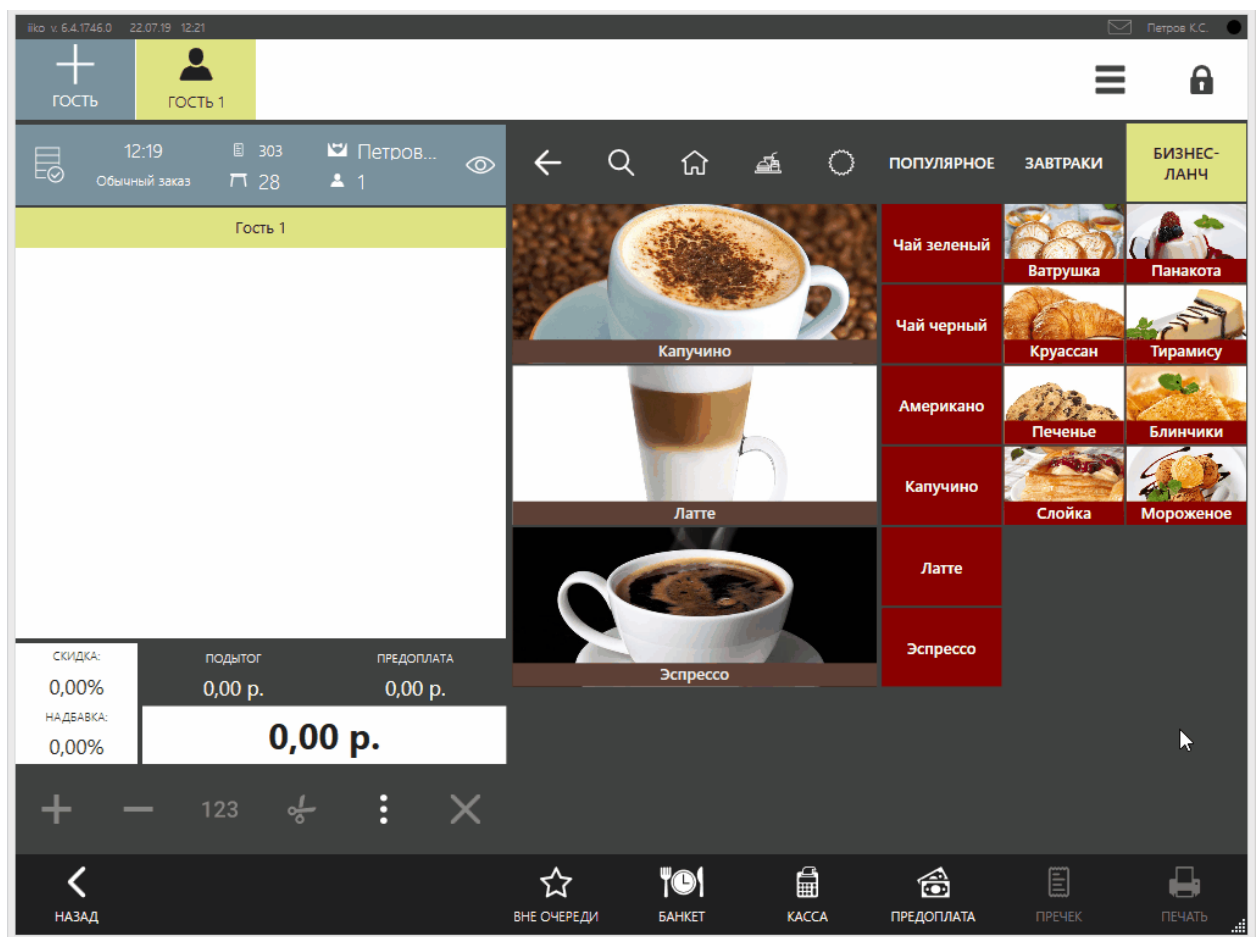 iiko v. 6.4.1746.0 22.07.19 12:21 Петров К.С.
ГОСТЬ ГОСТЬ 1
12:19 303 Петров...
Обычный заказ 28 1
ПОПУЛЯРНОЕ ЗАВТРАКИ БИЗНЕС-
ЛАНЧ
Гость 1
Капучино
Латте
Эспрессо
Чай зеленый
Чай черный
Американо
Капучино
Латте
Эспрессо
Ватрушка Панакота
Круассан Тирамису
Печенье Блинчики
Слойка Мороженое
СКИДКА: ПОДЫТОГ ПРЕДОПЛАТА
0,00% 0,00 р. 0,00 р.
НАДБАВКА:
0,00% 0,00 р.
123
НАЗАД ВНЕ ОЧЕРЕДИ БАНКЕТ КАССА ПРЕДОПЛАТА ПРЕЧЕК ПЕЧАТЬ